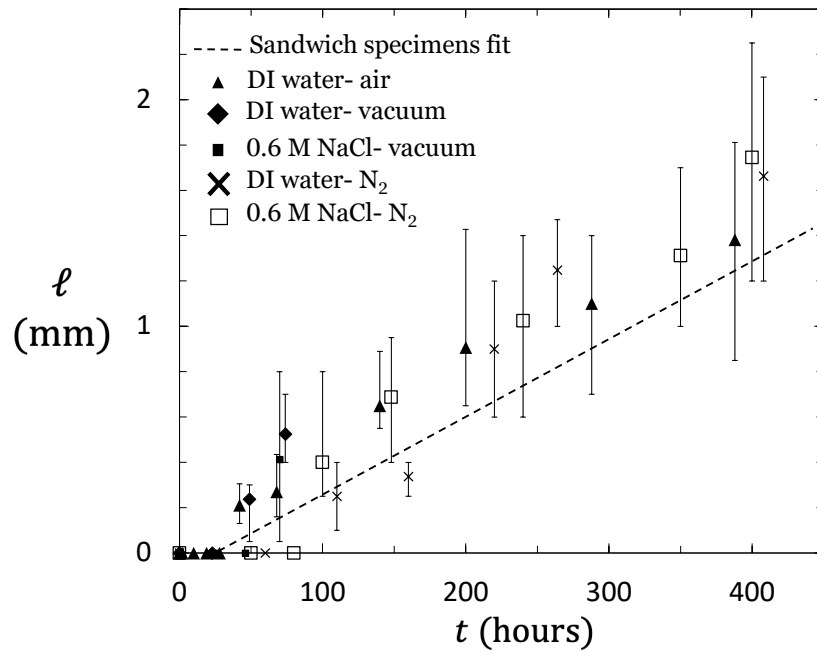 Sandwich specimens fit
DI water- air
DI water- vacuum
0.6 M NaCl- vacuum
DI water- N₂
0.6 M NaCl- N₂
2
1
0
ℓ
(mm)
0 100 200 300 400
t (hours)